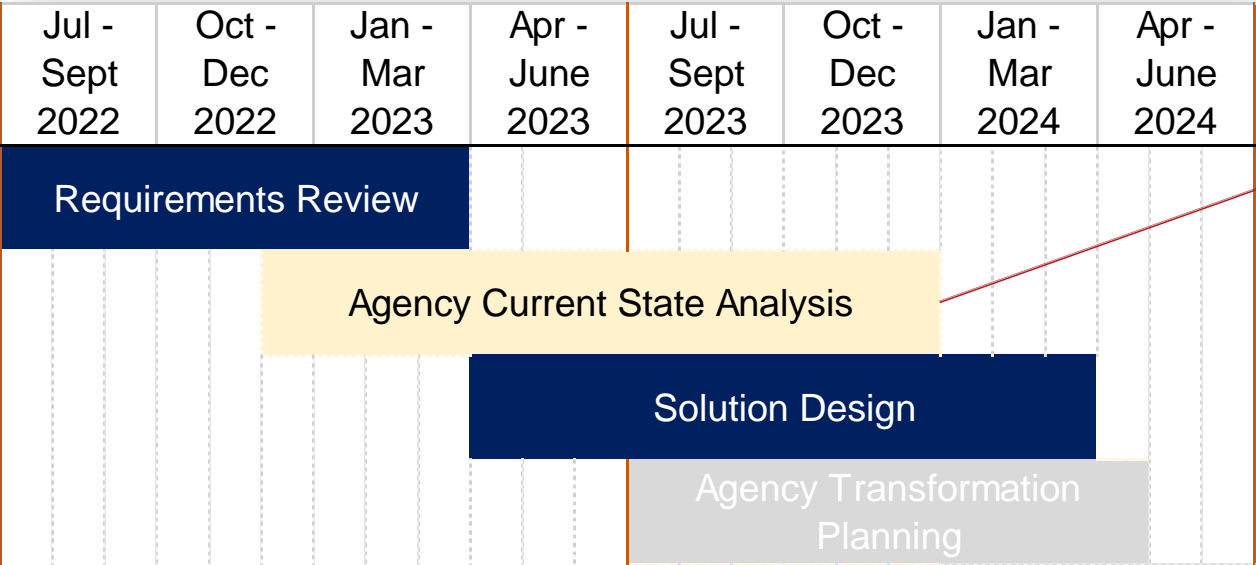 Jul -
Sept
2022
Oct -
Dec
2022
Jan -
Mar
2023
Apr -
June
2023
Jul -
Sept
2023
Oct -
Dec
2023
Jan -
Mar
2024
Apr -
June
2024
Requirements Review
Agency Current State Analysis
Solution Design
Agency Transformation
Planning